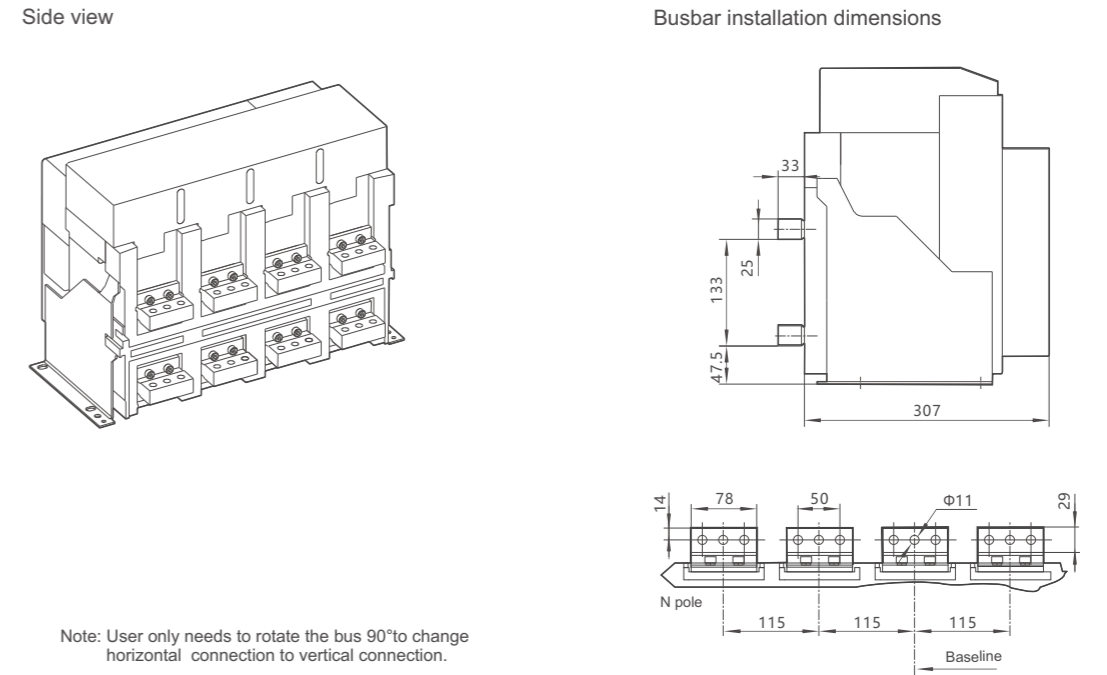 Side view
Busbar installation dimensions
33
25
133
47.5
307
14
78
50
Φ11
29
N pole
115
115
115
Baseline
Note: User only needs to rotate the bus 90°to change
horizontal connection to vertical connection.